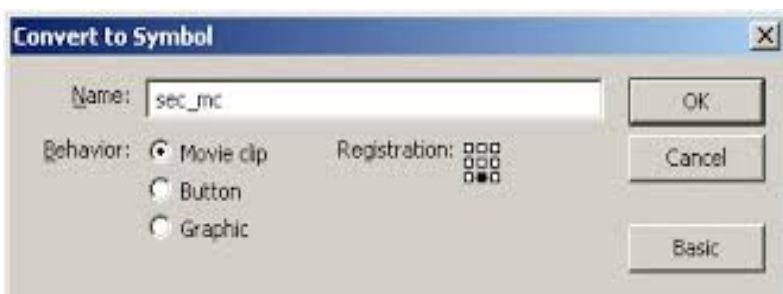 Convert to Symbol
Name: sec_mc
OK
Behavior: Movie clip
Registration:
Cancel
Button
Graphic
Basic